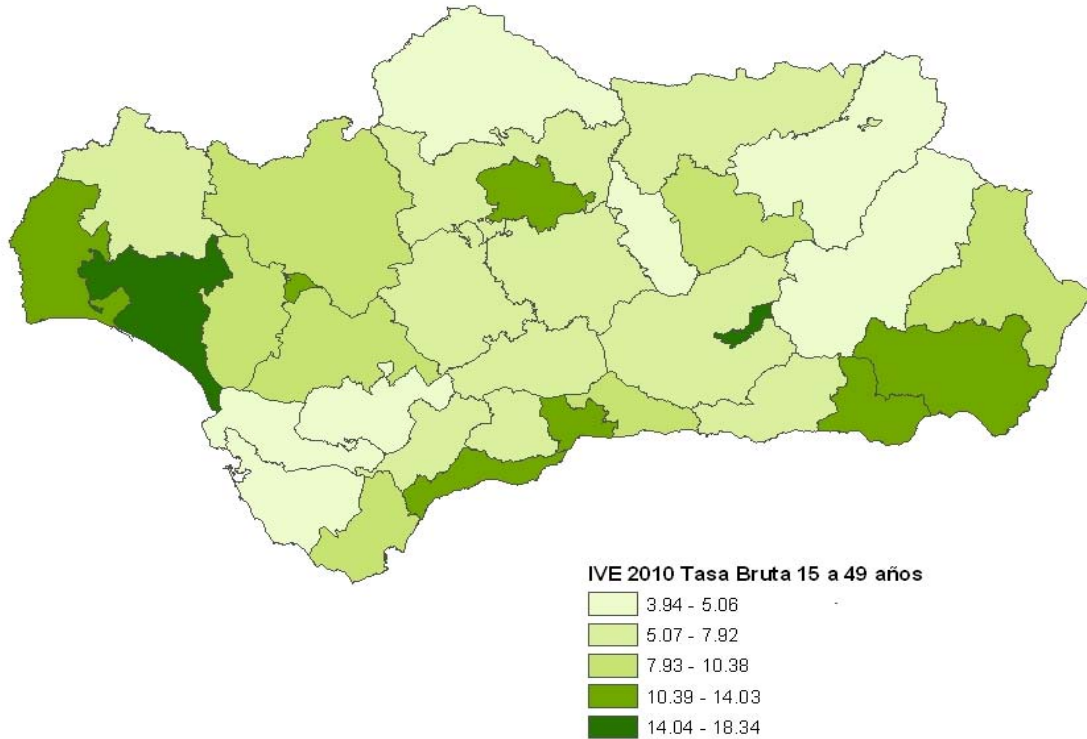 IVE 2010 Tasa Bruta 15 a 49 años
3.94 - 5.06
5.07 - 7.92
7.93 - 10.38
10.39 - 14.03
14.04 - 18.34